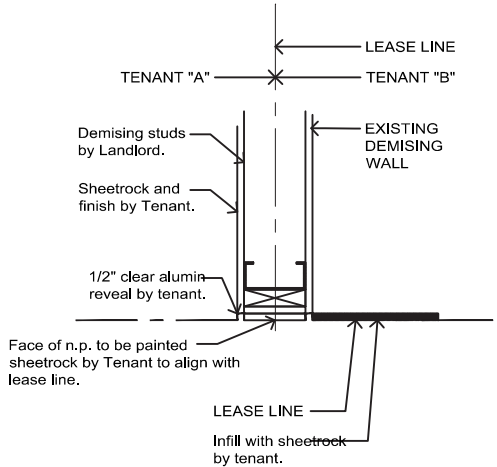 LEASE LINE
TENANT "A"
TENANT "B"
Demising studs
by Landlord.
EXISTING
DEMISING
WALL
Sheetrock and
finish by Tenant.
1/2" clear alumin
reveal by tenant.
Face of n.p. to be painted
sheetrock by Tenant to align with
lease line.
LEASE LINE
Infill with sheetrock
by tenant.